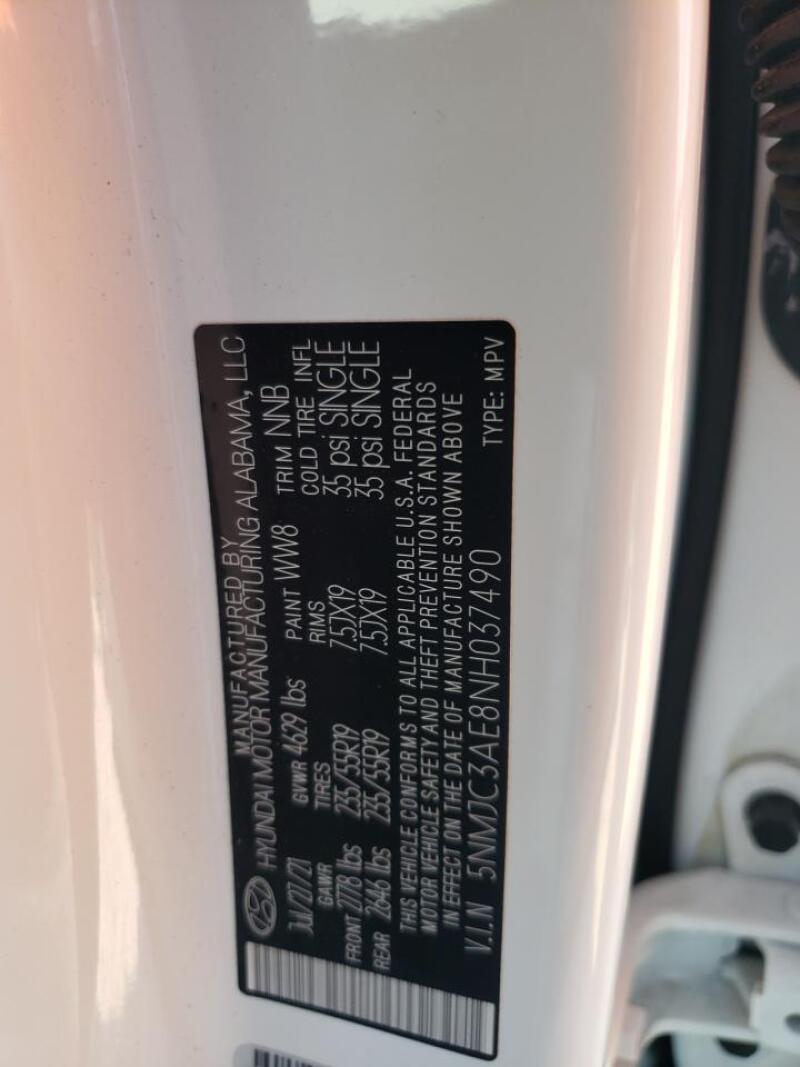 MANUFACTURED BY
HYUNDAI MOTOR MANUFACTURING ALABAMA, LLC
Jul/27/21 GVWR 4629 lbs PAINT WW8 TRIM NNB
GAWR TIRES RIMS COLD TIRE INFL
FRONT 2778 lbs 235/55R19 7.5JX19 35 psi SINGLE
REAR 2646 lbs 235/55R19 7.5JX19 35 psi SINGLE
THIS VEHICLE CONFORMS TO ALL APPLICABLE U.S.A. FEDERAL
MOTOR VEHICLE SAFETY AND THEFT PREVENTION STANDARDS
IN EFFECT ON THE DATE OF MANUFACTURE SHOWN ABOVE
V.I.N 5NMJC3AE8NH037490 TYPE: MPV